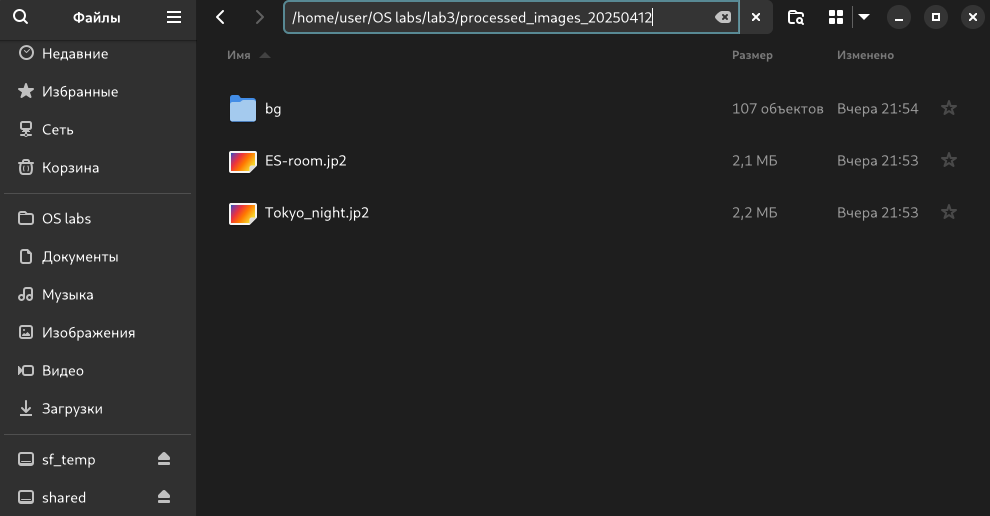 Файлы
/home/user/OS labs/lab3/processed_images_20250412
Недавние
Избранные
Сеть
Корзина
OS labs
Документы
Музыка
Изображения
Видео
Загрузки
sf_temp
shared
Имя Размер Изменено
bg 107 объектов Вчера 21:54
ES-room.jp2 2,1 МБ Вчера 21:53
Tokyo_night.jp2 2,2 МБ Вчера 21:53